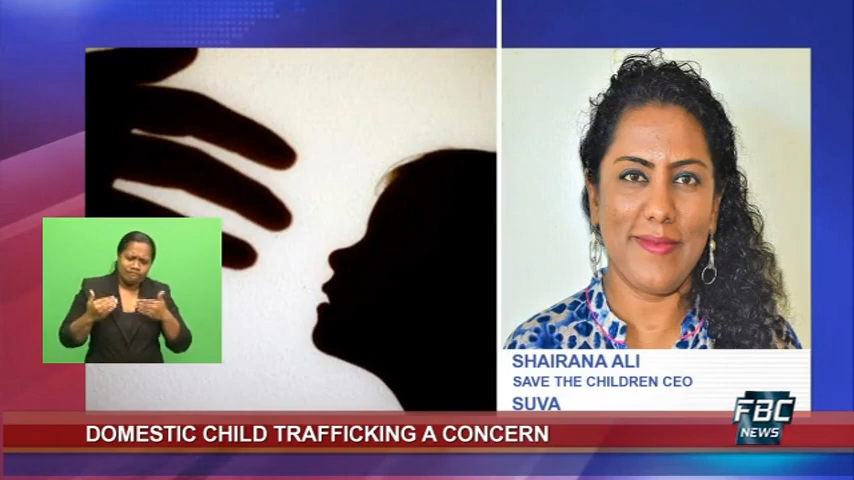 SHAIRANA ALI
SAVE THE CHILDREN CEO
SUVA
DOMESTIC CHILD TRAFFICKING A CONCERN
FBC
NEWS